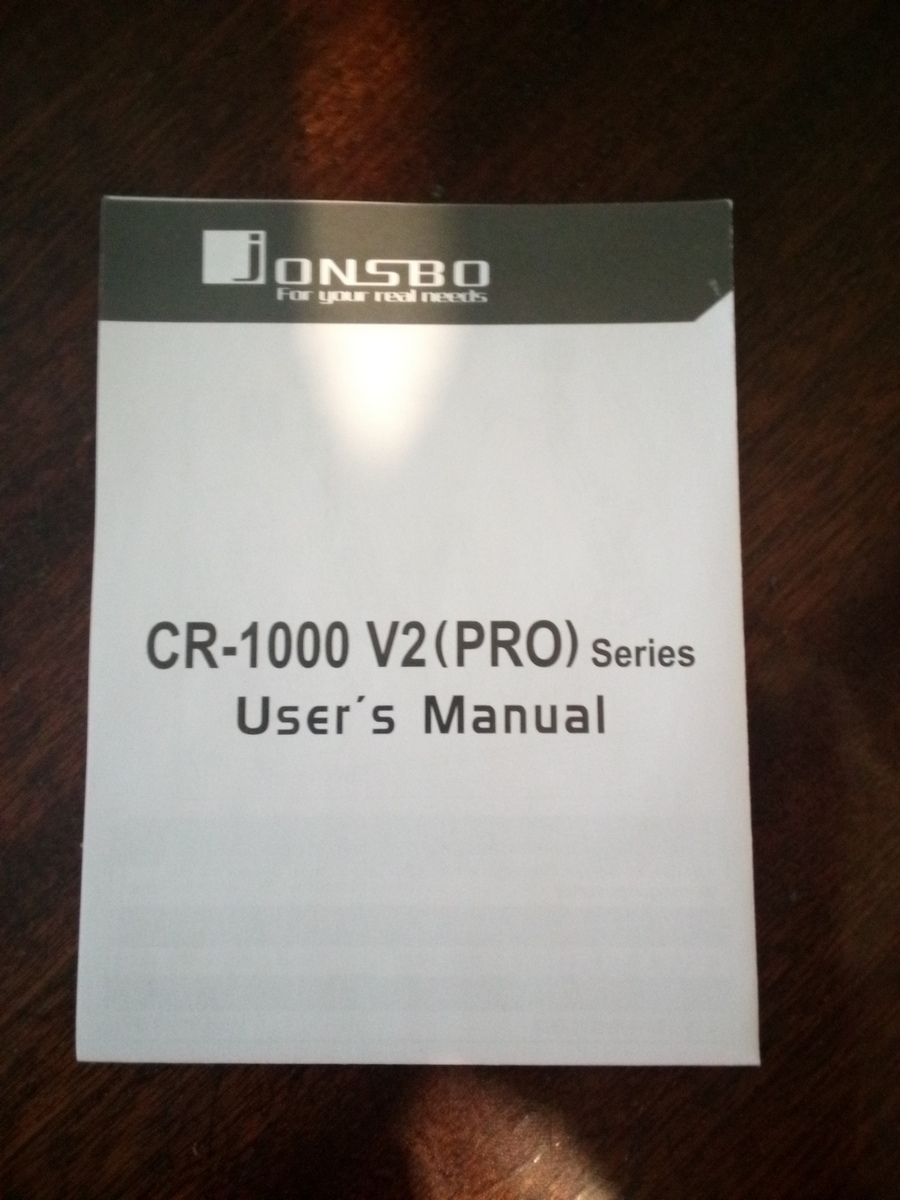 jONSBO
For your real needs
CR-1000 V2(PRO) Series
User's Manual